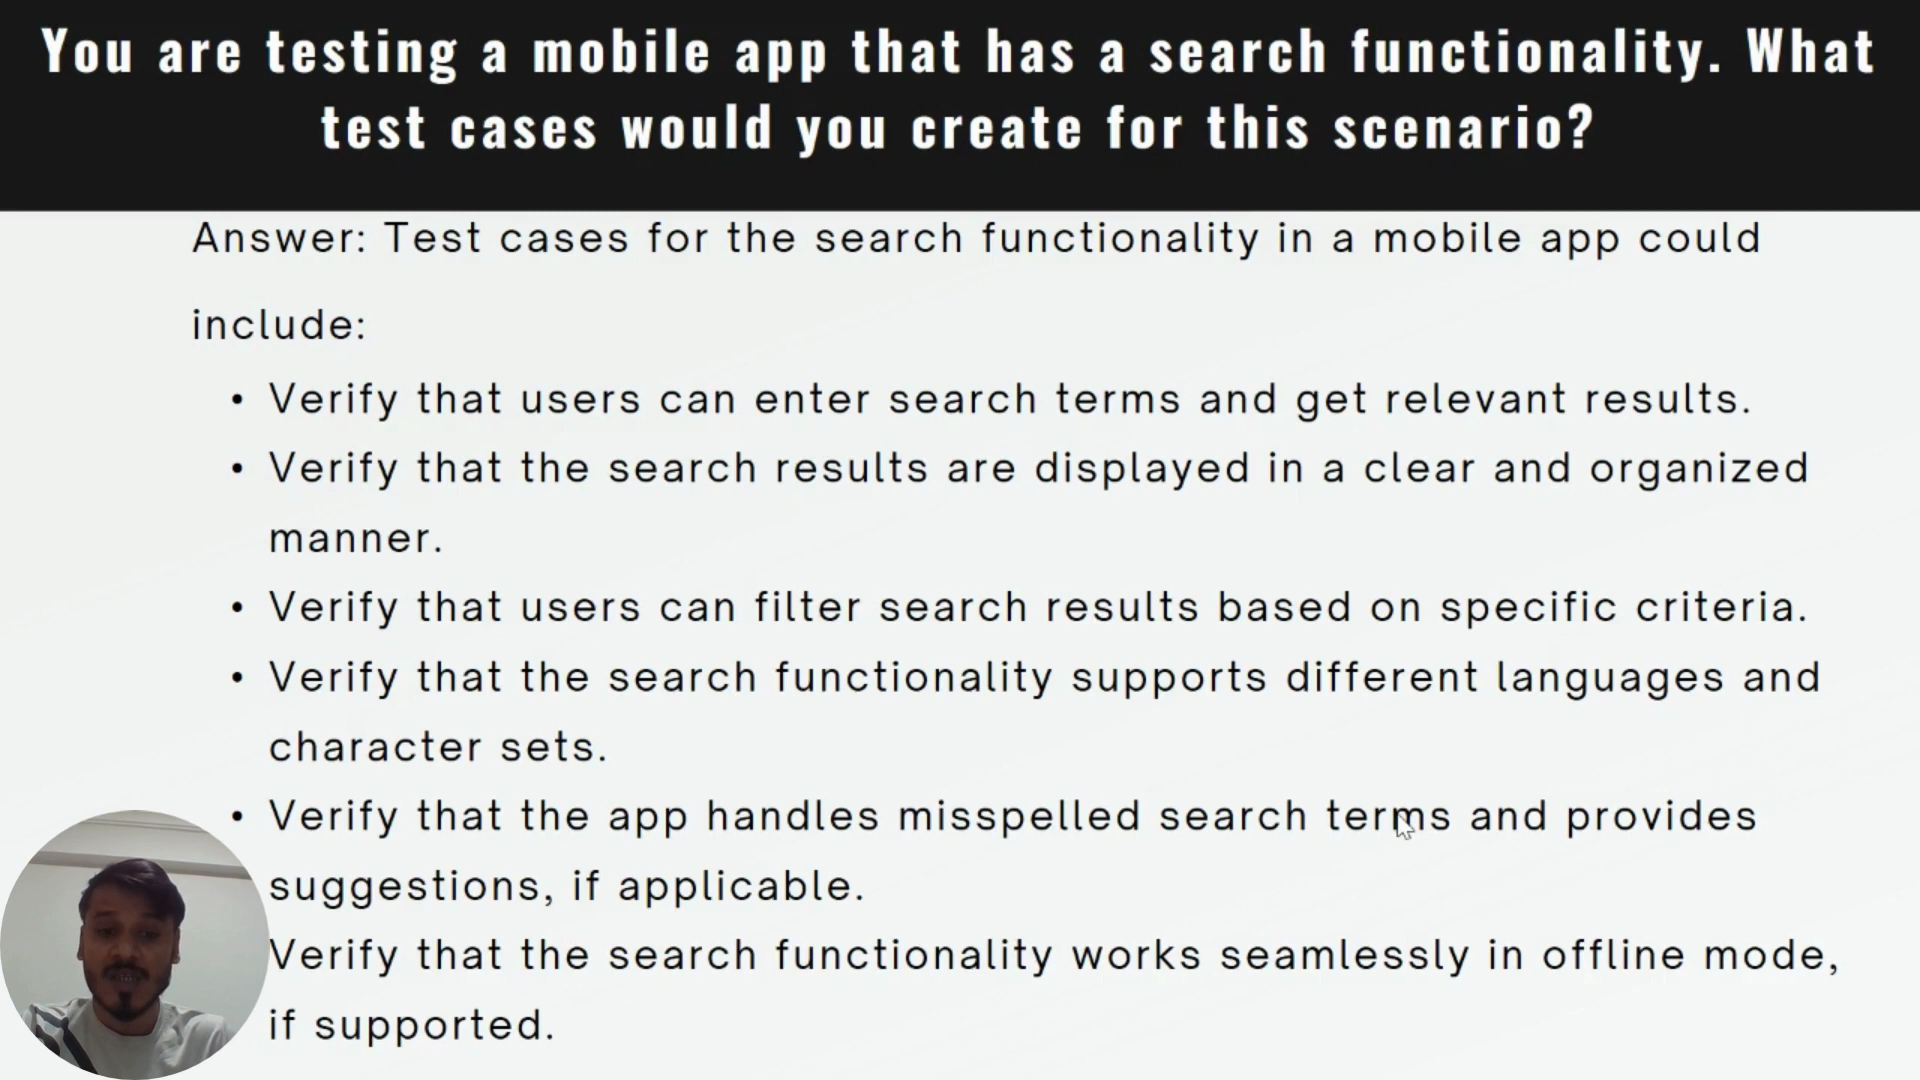 You are testing a mobile app that has a search functionality. What
test cases would you create for this scenario?
Answer: Test cases for the search functionality in a mobile app could
include:
• Verify that users can enter search terms and get relevant results.
• Verify that the search results are displayed in a clear and organized
manner.
• Verify that users can filter search results based on specific criteria.
• Verify that the search functionality supports different languages and
character sets.
• Verify that the app handles misspelled search terms and provides
suggestions, if applicable.
Verify that the search functionality works seamlessly in offline mode,
if supported.